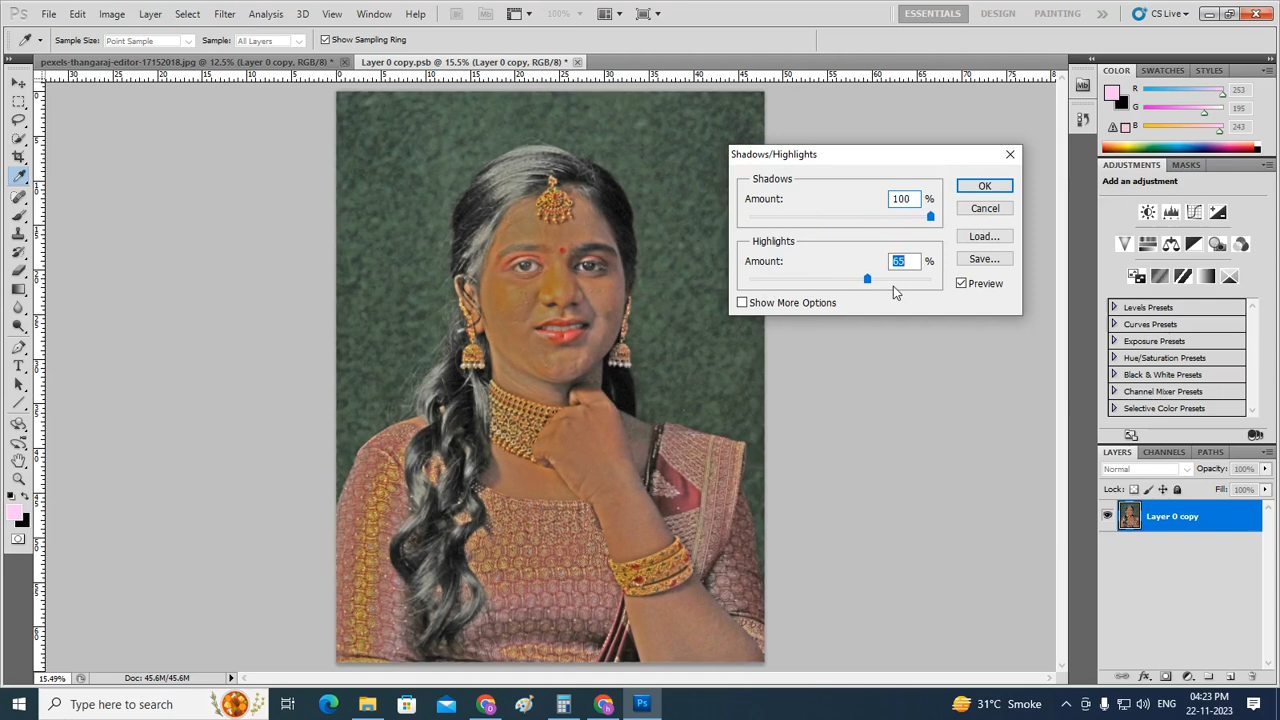 Ps File Edit Image Layer Select Filter Analysis 3D View Window Help Br Mb 100% ESSENTIALS DESIGN PAINTING CS Live
Sample Size: Point Sample Sample: All Layers Show Sampling Ring
pexels-thangaraj-editor-17152018.jpg @ 12.5% (Layer 0 copy, RGB/8) * Layer 0 copy.psb @ 15.5% (Layer 0 copy, RGB/8) *
COLOR SWATCHES STYLES
R 253
G 195
B 243
ADJUSTMENTS MASKS
Add an adjustment
Levels Presets
Curves Presets
Exposure Presets
Hue/Saturation Presets
Black & White Presets
Channel Mixer Presets
Selective Color Presets
LAYERS CHANNELS PATHS
Normal Opacity: 100%
Lock: Fill: 100%
Layer 0 copy
Shadows/Highlights
Shadows
Amount: 100 %
Highlights
Amount: 65 %
Show More Options
OK
Cancel
Load...
Save...
Preview
15.49% Doc: 45.6M/45.6M
Type here to search
31°C Smoke
ENG
04:23 PM
22-11-2023